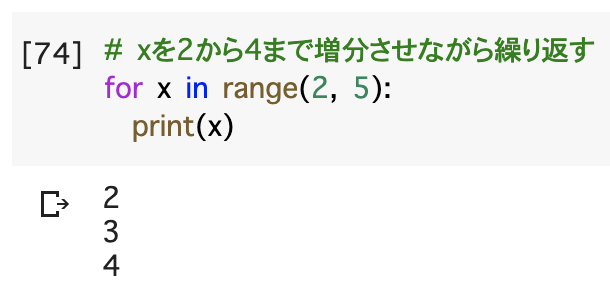 [74] # xを2から4まで増分させながら繰り返す
for x in range(2, 5):
  print(x)
2
3
4